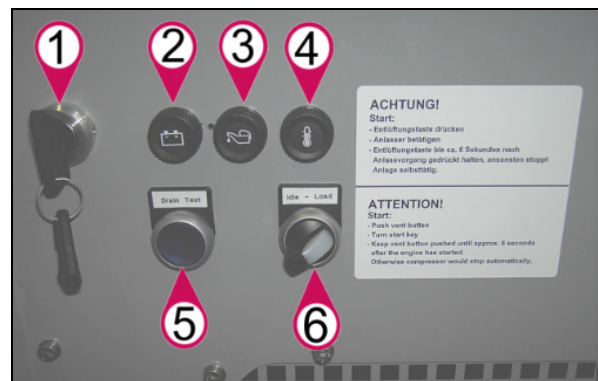 1
2
3
4
ACHTUNG!
Start:
- Entlüftungstaste drücken
- Anlasser betätigen
- Entlüftungstaste bis ca. 6 Sekunden nach
Anlassvorgang gedrückt halten, ansonsten stoppt
Anlage selbsttätig.
Drain Test
Idle - Load
ATTENTION!
Start:
- Push vent button
- Turn start key
- Keep vent button pushed until approx. 6 seconds
after the engine has started.
Otherwise compressor would stop automatically.
5
6